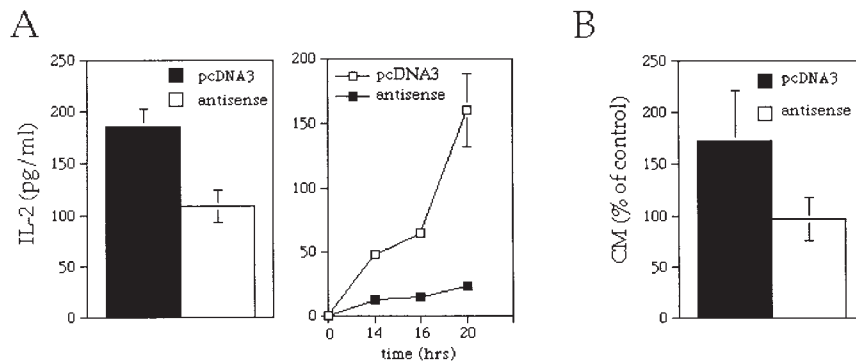 A
IL-2 (pg/ml)
250
200
150
100
50
0
pcDNA3
antisense
200
150
100
50
0
pcDNA3
antisense
0 14 16 20
time (hrs)
B
CM (% of control)
250
200
150
100
50
0
pcDNA3
antisense